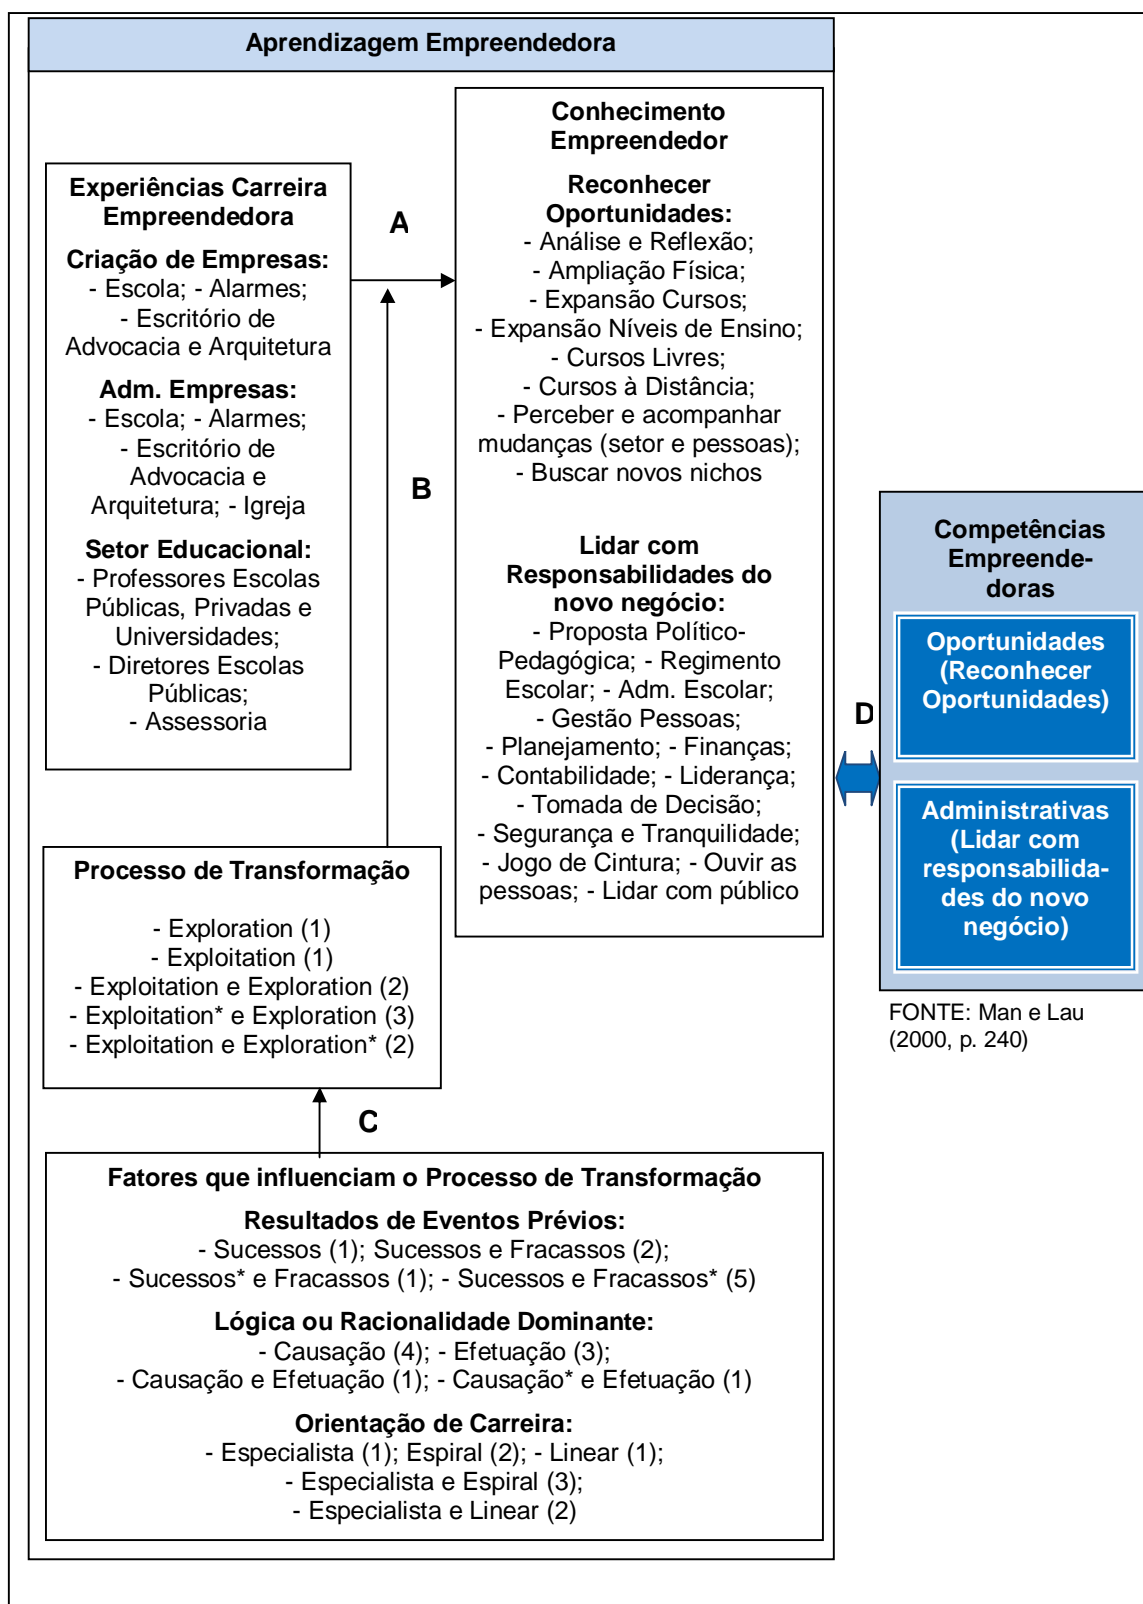 Aprendizagem Empreendedora
Experiências Carreira
Empreendedora
Criação de Empresas:
- Escola; - Alarmes;
- Escritório de
Advocacia e Arquitetura
Adm. Empresas:
- Escola; - Alarmes;
- Escritório de
Advocacia e
Arquitetura; - Igreja
Setor Educacional:
- Professores Escolas
Públicas, Privadas e
Universidades;
- Diretores Escolas
Públicas;
- Assessoria
A
B
Conhecimento
Empreendedor
Reconhecer
Oportunidades:
- Análise e Reflexão;
- Ampliação Física;
- Expansão Cursos;
- Expansão Níveis de Ensino;
- Cursos Livres;
- Cursos à Distância;
- Perceber e acompanhar
mudanças (setor e pessoas);
- Buscar novos nichos
Lidar com
Responsabilidades do
novo negócio:
- Proposta Político-
Pedagógica; - Regimento
Escolar; - Adm. Escolar;
- Gestão Pessoas;
- Planejamento; - Finanças;
- Contabilidade; - Liderança;
- Tomada de Decisão;
- Segurança e Tranquilidade;
- Jogo de Cintura; - Ouvir as
pessoas; - Lidar com público
D
Competências
Empreende-
doras
Oportunidades
(Reconhecer
Oportunidades)
Administrativas
(Lidar com
responsabilida-
des do novo
negócio)
FONTE: Man e Lau
(2000, p. 240)
Processo de Transformação
- Exploration (1)
- Exploitation (1)
- Exploitation e Exploration (2)
- Exploitation* e Exploration (3)
- Exploitation e Exploration* (2)
C
Fatores que influenciam o Processo de Transformação
Resultados de Eventos Prévios:
- Sucessos (1); Sucessos e Fracassos (2);
- Sucessos* e Fracassos (1); - Sucessos e Fracassos* (5)
Lógica ou Racionalidade Dominante:
- Causação (4); - Efetuação (3);
- Causação e Efetuação (1); - Causação* e Efetuação (1)
Orientação de Carreira:
- Especialista (1); Espiral (2); - Linear (1);
- Especialista e Espiral (3);
- Especialista e Linear (2)